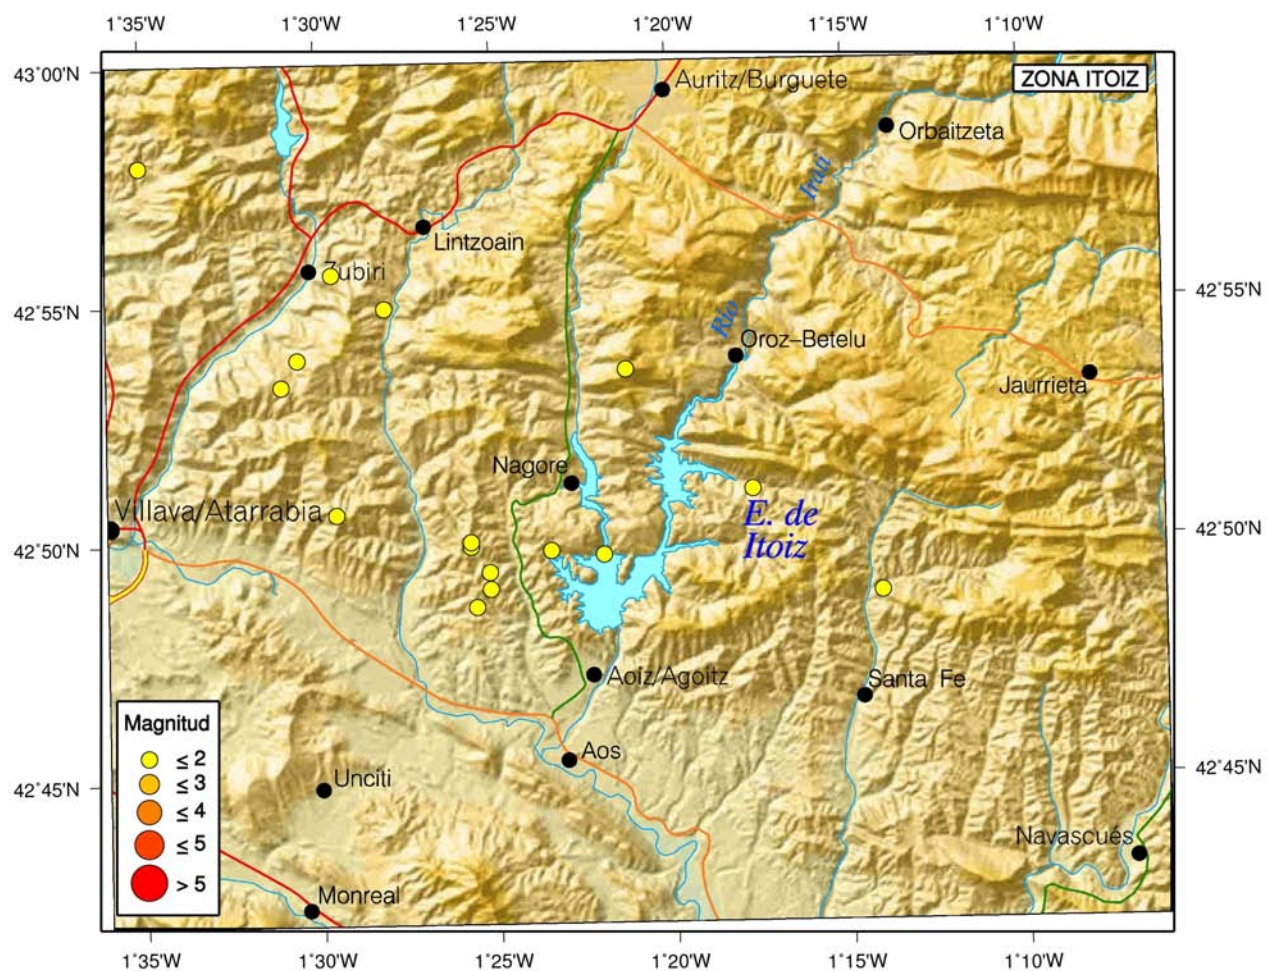 1˚35'W 1˚30'W 1˚25'W 1˚20'W 1˚15'W 1˚10'W
43˚00'N
ZONA ITOIZ
Auritz/Burguete
Orbaitzeta
Irati
Lintzoain
Zubiri
42˚55'N
42˚55'N
Río
Oroz–Betelu
Jaurrieta
Nagore
Villava/Atarrabia
E. de
Itoiz
42˚50'N
42˚50'N
Aoiz/Agoitz
Santa Fe
Magnitud
≤ 2
≤ 3
≤ 4
≤ 5
> 5
Aos
Unciti
42˚45'N
42˚45'N
Navascués
Monreal
1˚35'W 1˚30'W 1˚25'W 1˚20'W 1˚15'W 1˚10'W